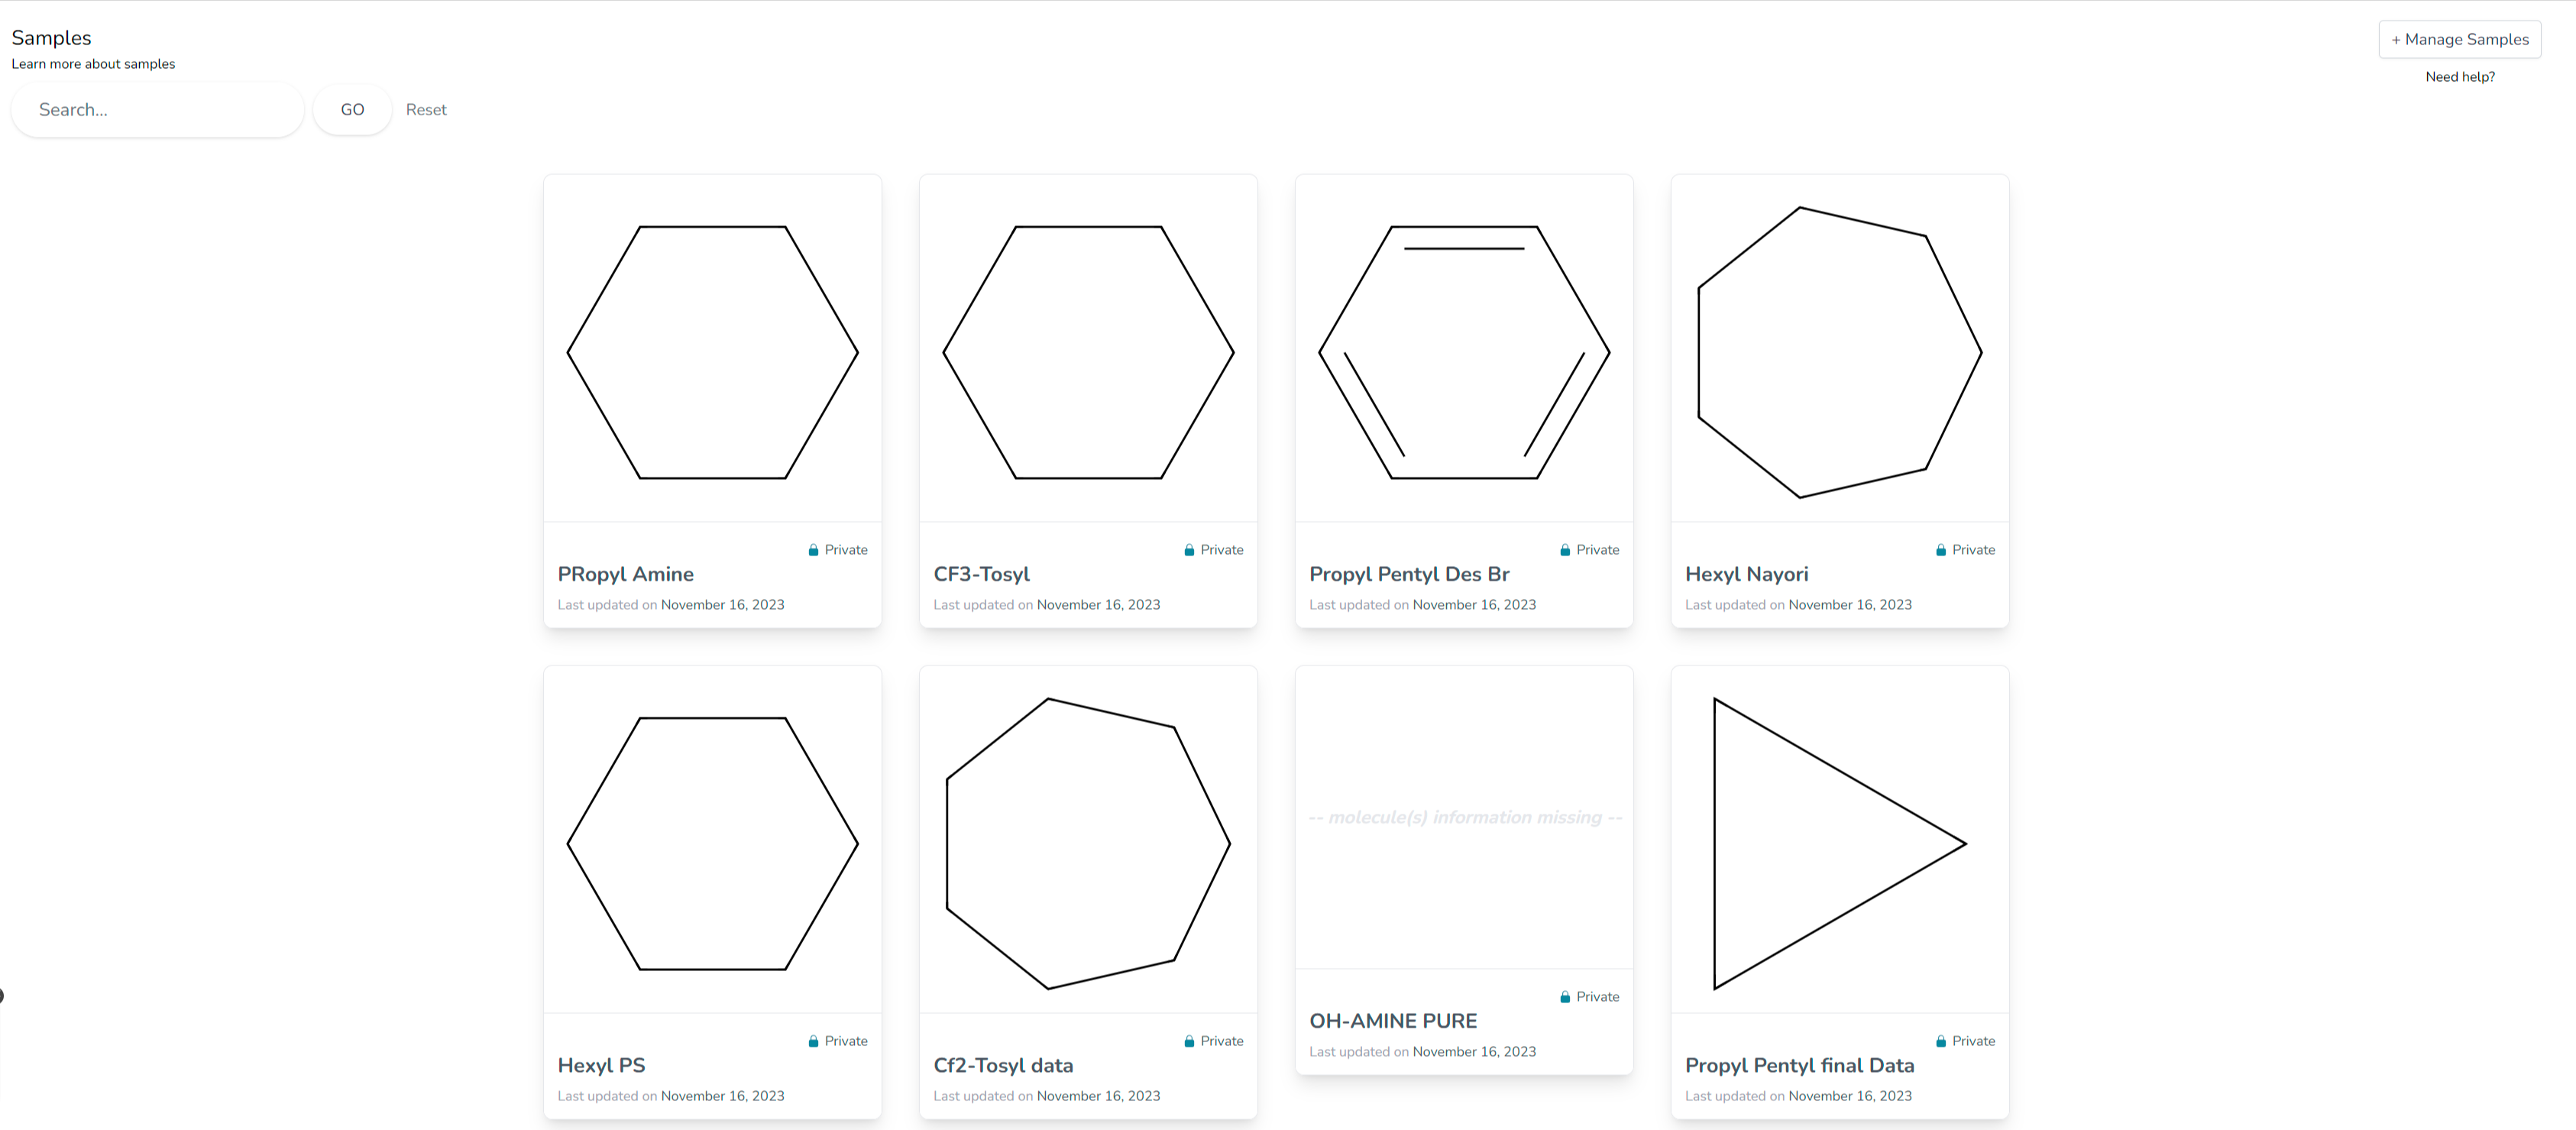 Samples
Learn more about samples
+ Manage Samples
Need help?
Search...
GO
Reset
Private
PRopyl Amine
Last updated on November 16, 2023
Private
CF3-Tosyl
Last updated on November 16, 2023
Private
Propyl Pentyl Des Br
Last updated on November 16, 2023
Private
Hexyl Nayori
Last updated on November 16, 2023
Private
Hexyl PS
Last updated on November 16, 2023
Private
Cf2-Tosyl data
Last updated on November 16, 2023
-- molecule(s) information missing --
Private
OH-AMINE PURE
Last updated on November 16, 2023
Private
Propyl Pentyl final Data
Last updated on November 16, 2023